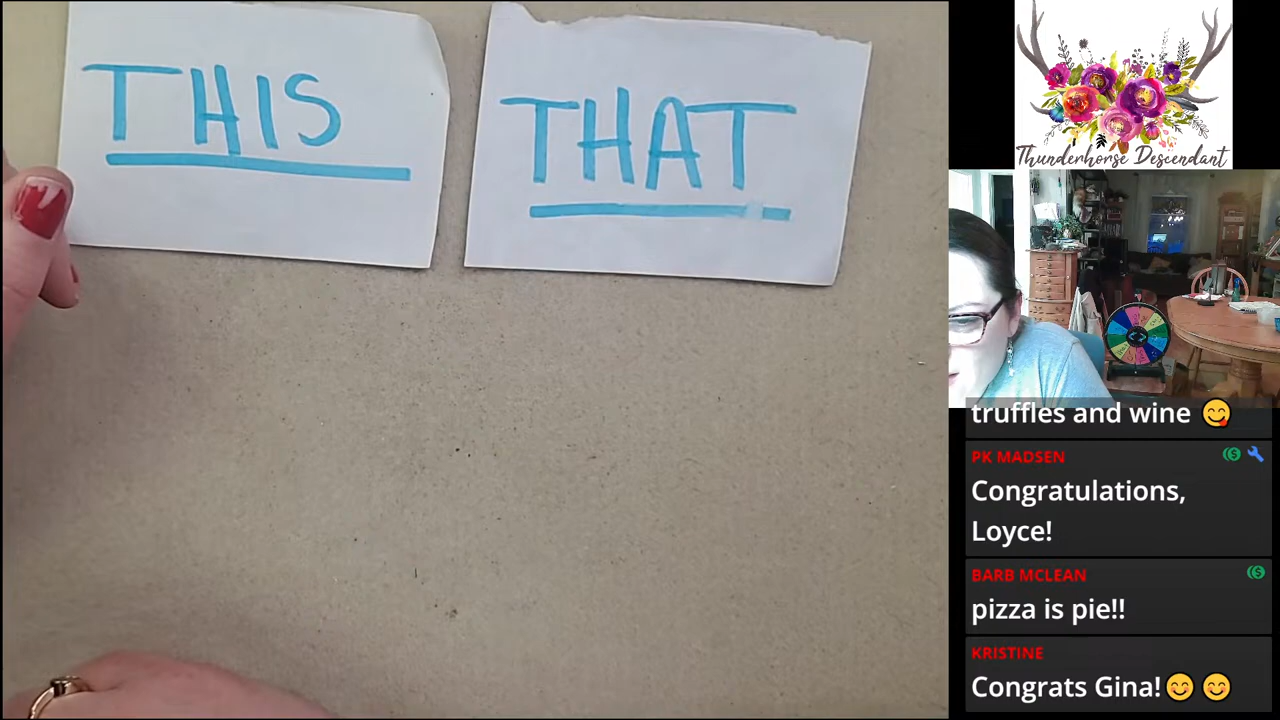 THIS
THAT
Thunderhorse Descendant
truffles and wine 😋
PK MADSEN
Congratulations,
Loyce!
BARB MCLEAN
pizza is pie!!
KRISTINE
Congrats Gina!😊 😊